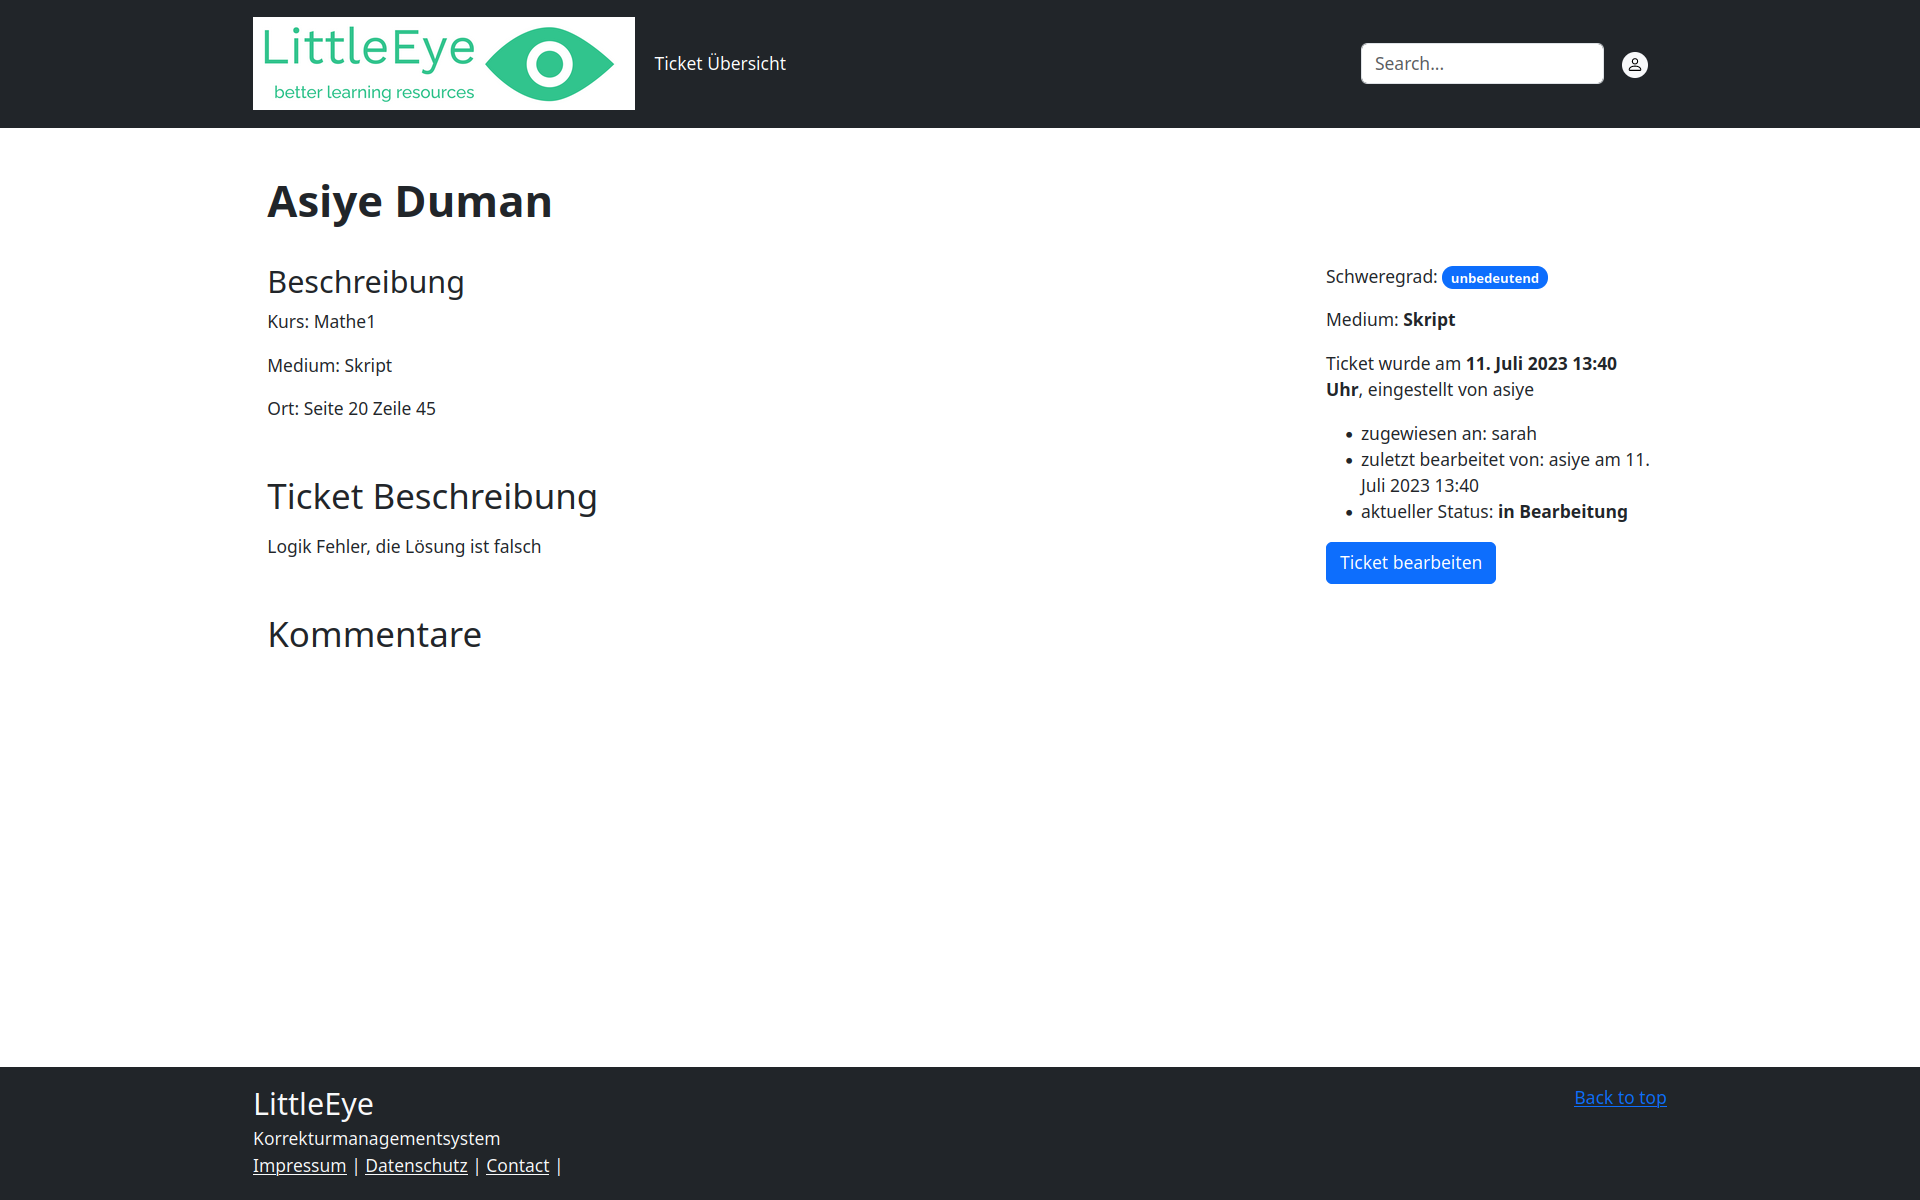 LittleEye
better learning resources
Ticket Übersicht
Search...
Asiye Duman
Beschreibung
Kurs: Mathe1
Medium: Skript
Ort: Seite 20 Zeile 45
Ticket Beschreibung
Logik Fehler, die Lösung ist falsch
Kommentare
Schweregrad: unbedeutend
Medium: Skript
Ticket wurde am 11. Juli 2023 13:40
Uhr, eingestellt von asiye
• zugewiesen an: sarah
• zuletzt bearbeitet von: asiye am 11.
Juli 2023 13:40
• aktueller Status: in Bearbeitung
Ticket bearbeiten
LittleEye
Korrekturmanagementsystem
Impressum | Datenschutz | Contact |
Back to top